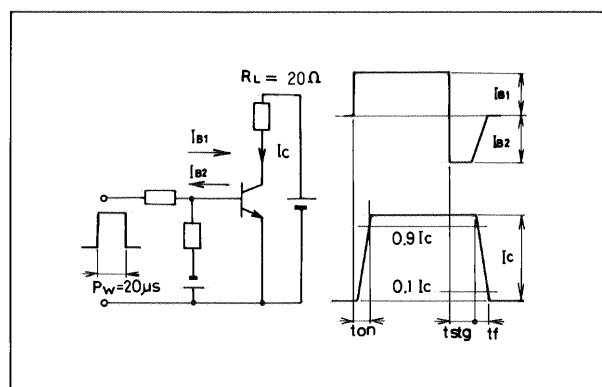 RL = 20Ω
IB1
IB2
Ic
PW=20μs
IB1
IB2
0.9 Ic
Ic
0.1 Ic
ton
tstg
tf